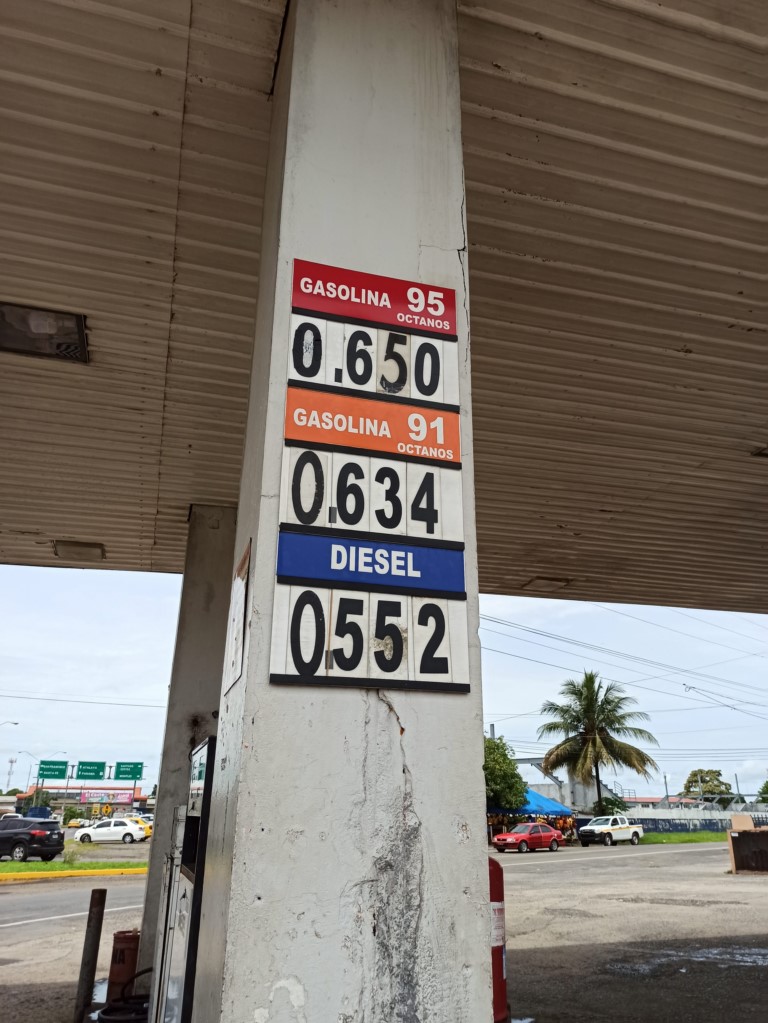 GASOLINA 95
OCTANOS
0.650
GASOLINA 91
OCTANOS
0.634
DIESEL
0.552